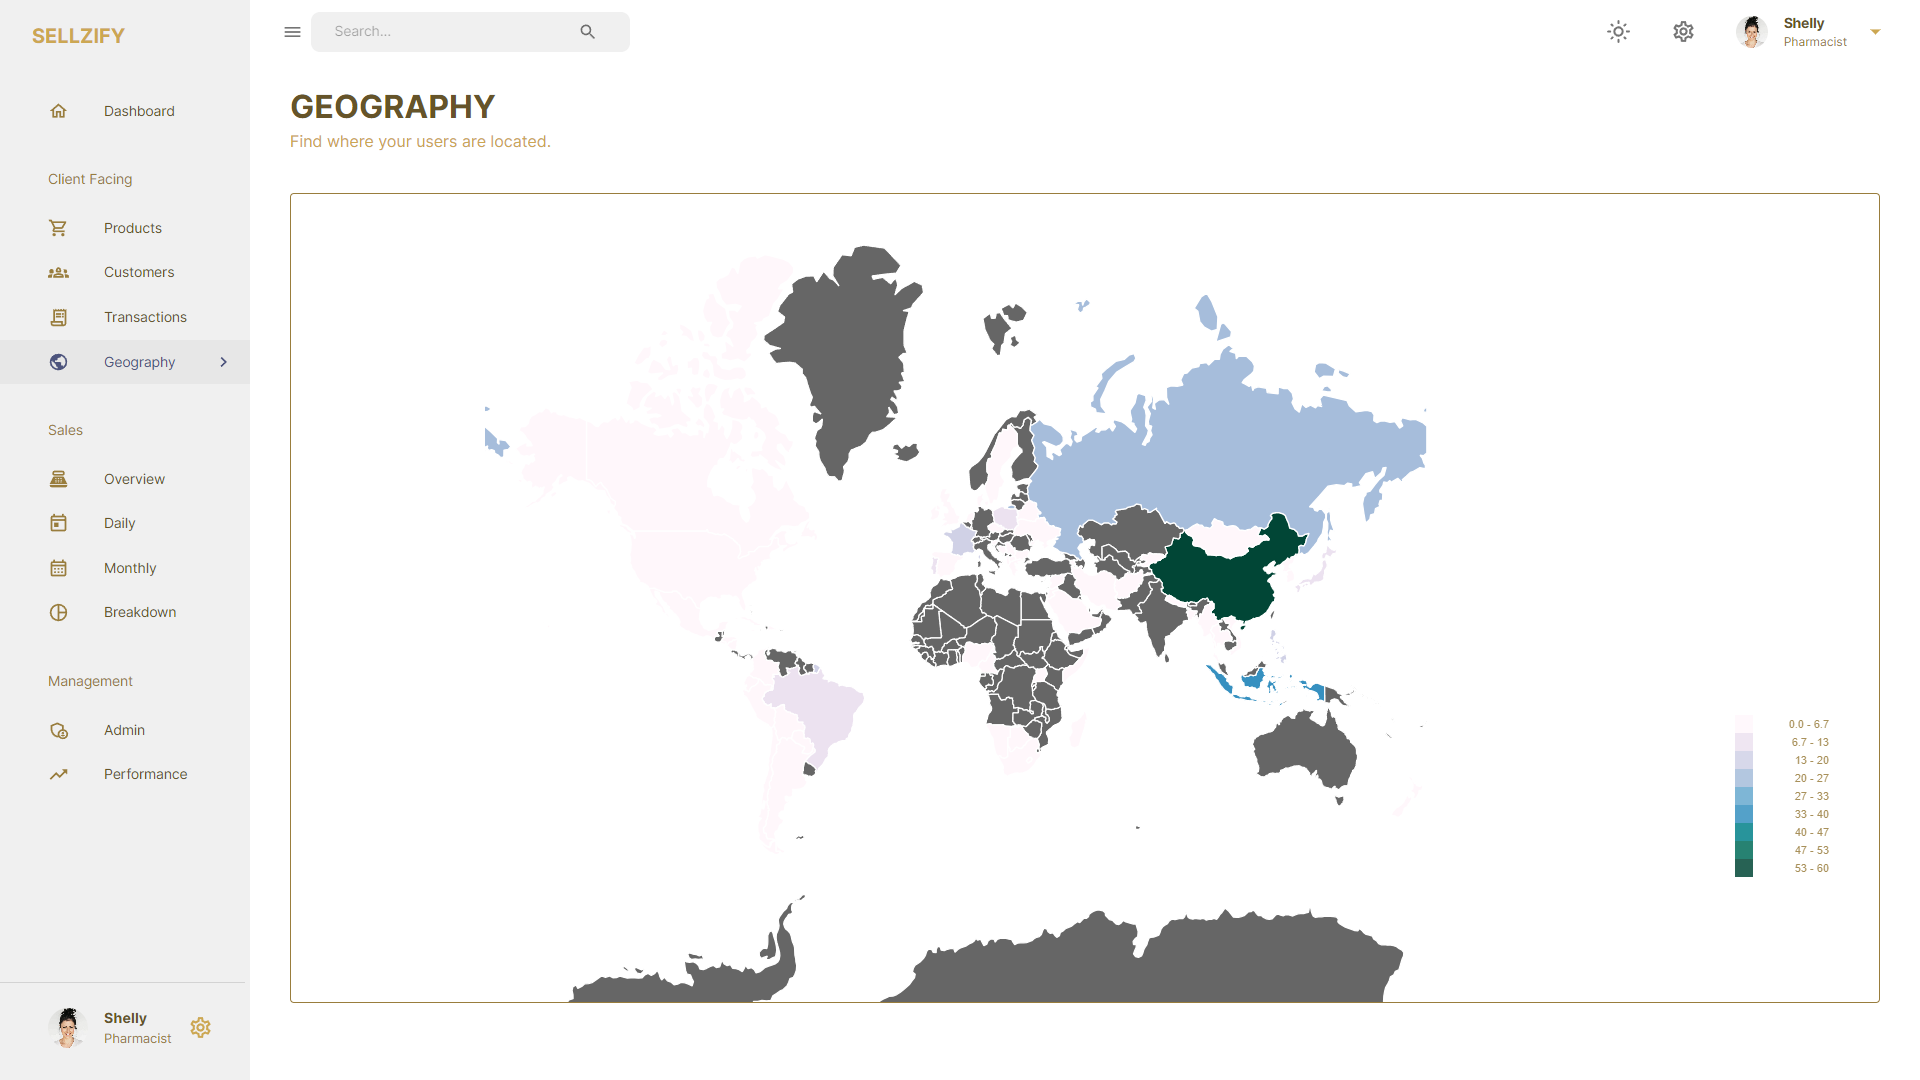 SELLZIFY
Search...
Shelly
Pharmacist
Dashboard
Client Facing
Products
Customers
Transactions
Geography
Sales
Overview
Daily
Monthly
Breakdown
Management
Admin
Performance
Shelly
Pharmacist
GEOGRAPHY
Find where your users are located.
0.0 - 6.7
6.7 - 13
13 - 20
20 - 27
27 - 33
33 - 40
40 - 47
47 - 53
53 - 60